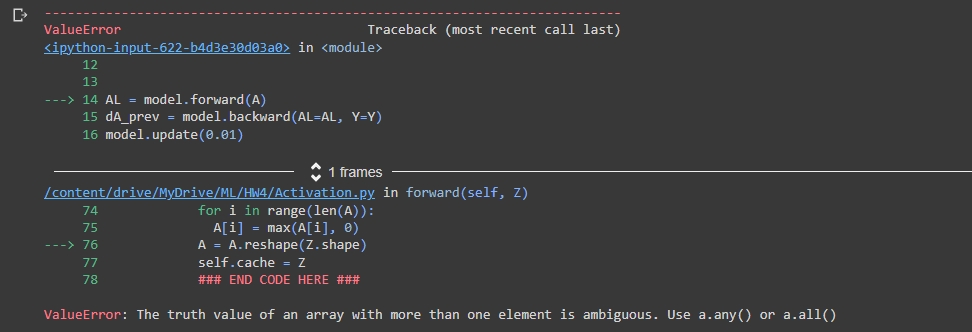 ---------------------------------------------------------------------------
ValueError                                Traceback (most recent call last)
<ipython-input-622-b4d3e30d03a0> in <module>
     12
     13
---> 14 AL = model.forward(A)
     15 dA_prev = model.backward(AL=AL, Y=Y)
     16 model.update(0.01)
1 frames
/content/drive/MyDrive/ML/HW4/Activation.py in forward(self, Z)
     74             for i in range(len(A)):
     75               A[i] = max(A[i], 0)
---> 76             A = A.reshape(Z.shape)
     77             self.cache = Z
     78             ### END CODE HERE ###
ValueError: The truth value of an array with more than one element is ambiguous. Use a.any() or a.all()